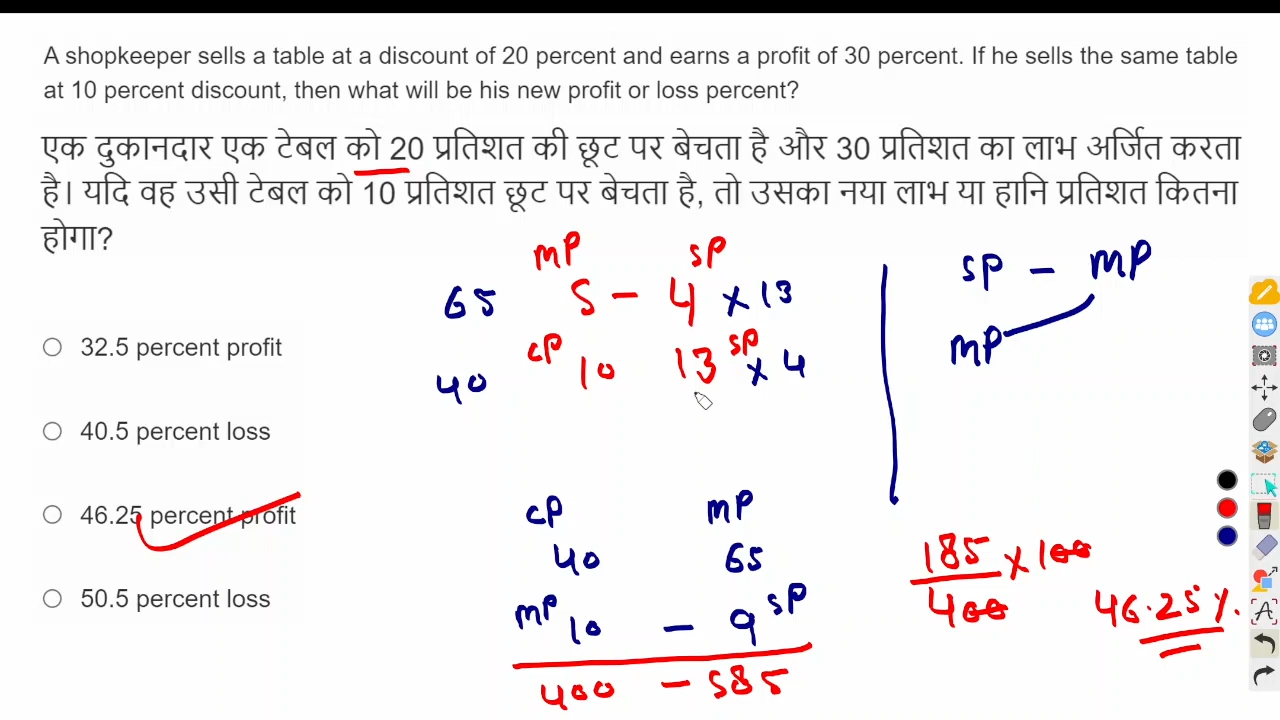 A shopkeeper sells a table at a discount of 20 percent and earns a profit of 30 percent. If he sells the same table
at 10 percent discount, then what will be his new profit or loss percent?
एक दुकानदार एक टेबल को 20 प्रतिशत की छूट पर बेचता है और 30 प्रतिशत का लाभ अर्जित करता
है। यदि वह उसी टेबल को 10 प्रतिशत छूट पर बेचता है, तो उसका नया लाभ या हानि प्रतिशत कितना
होगा?
32.5 percent profit
40.5 percent loss
46.25 percent profit
50.5 percent loss
MP SP
65 5 - 4 x 13
CP SP
40 10 13 x 4
CP MP
40 65
MP 10 - 9 SP
400 - 585
SP - MP
MP
185 x 100
400
46.25%.
A